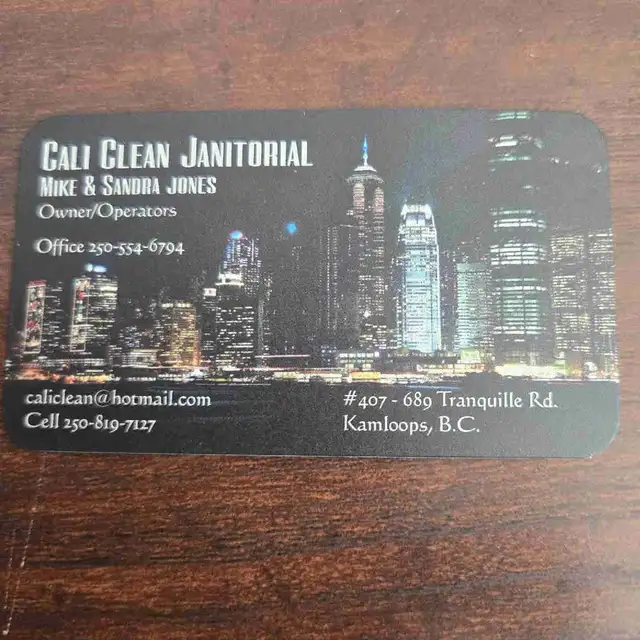 CALI CLEAN JANITORIAL
MIKE & SANDRA JONES
Owner/Operators
Office 250-554-6794
caliclean@hotmail.com
Cell 250-819-7127
#407 - 689 Tranquille Rd.
Kamloops, B.C.